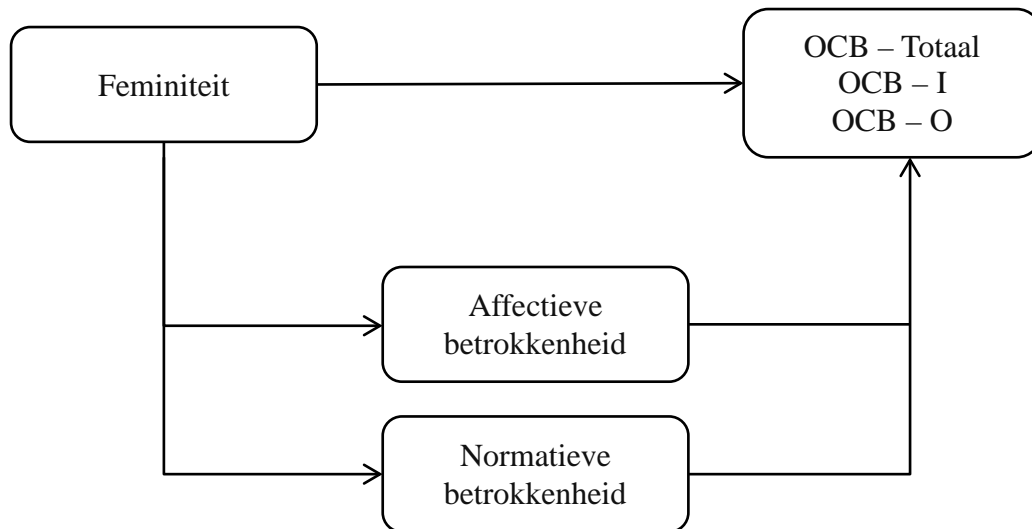 Feminiteit
OCB – Totaal
OCB – I
OCB – O
Affectieve
betrokkenheid
Normatieve
betrokkenheid